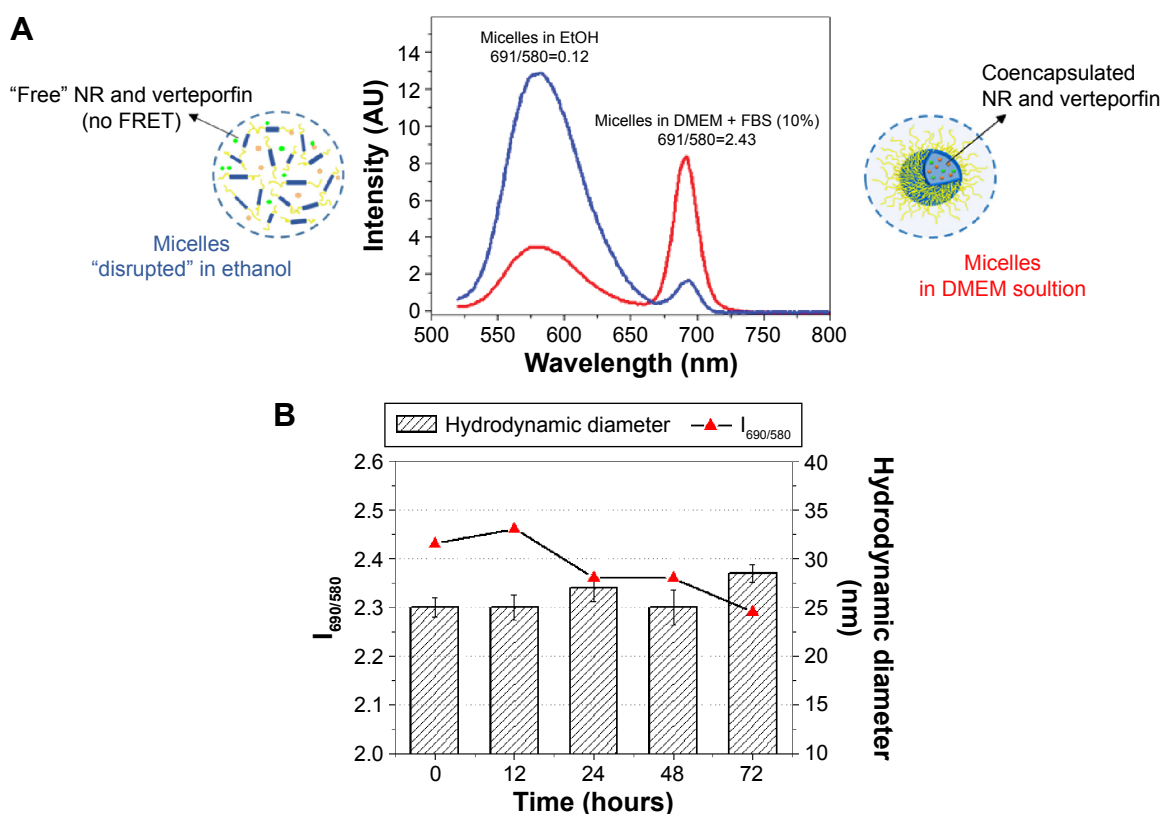 A
“Free” NR and verteporfin
(no FRET)
Micelles
“disrupted” in ethanol
Intensity (AU)
14
12
10
8
6
4
2
0
Micelles in EtOH
691/580=0.12
Micelles in DMEM + FBS (10%)
691/580=2.43
500
550
600
650
700
750
800
Wavelength (nm)
Coencapsulated
NR and verteporfin
Micelles
in DMEM soultion
B
Hydrodynamic diameter
I690/580
I690/580
2.6
2.5
2.4
2.3
2.2
2.1
2.0
40
35
30
25
20
15
10
Hydrodynamic diameter
(nm)
0
12
24
48
72
Time (hours)